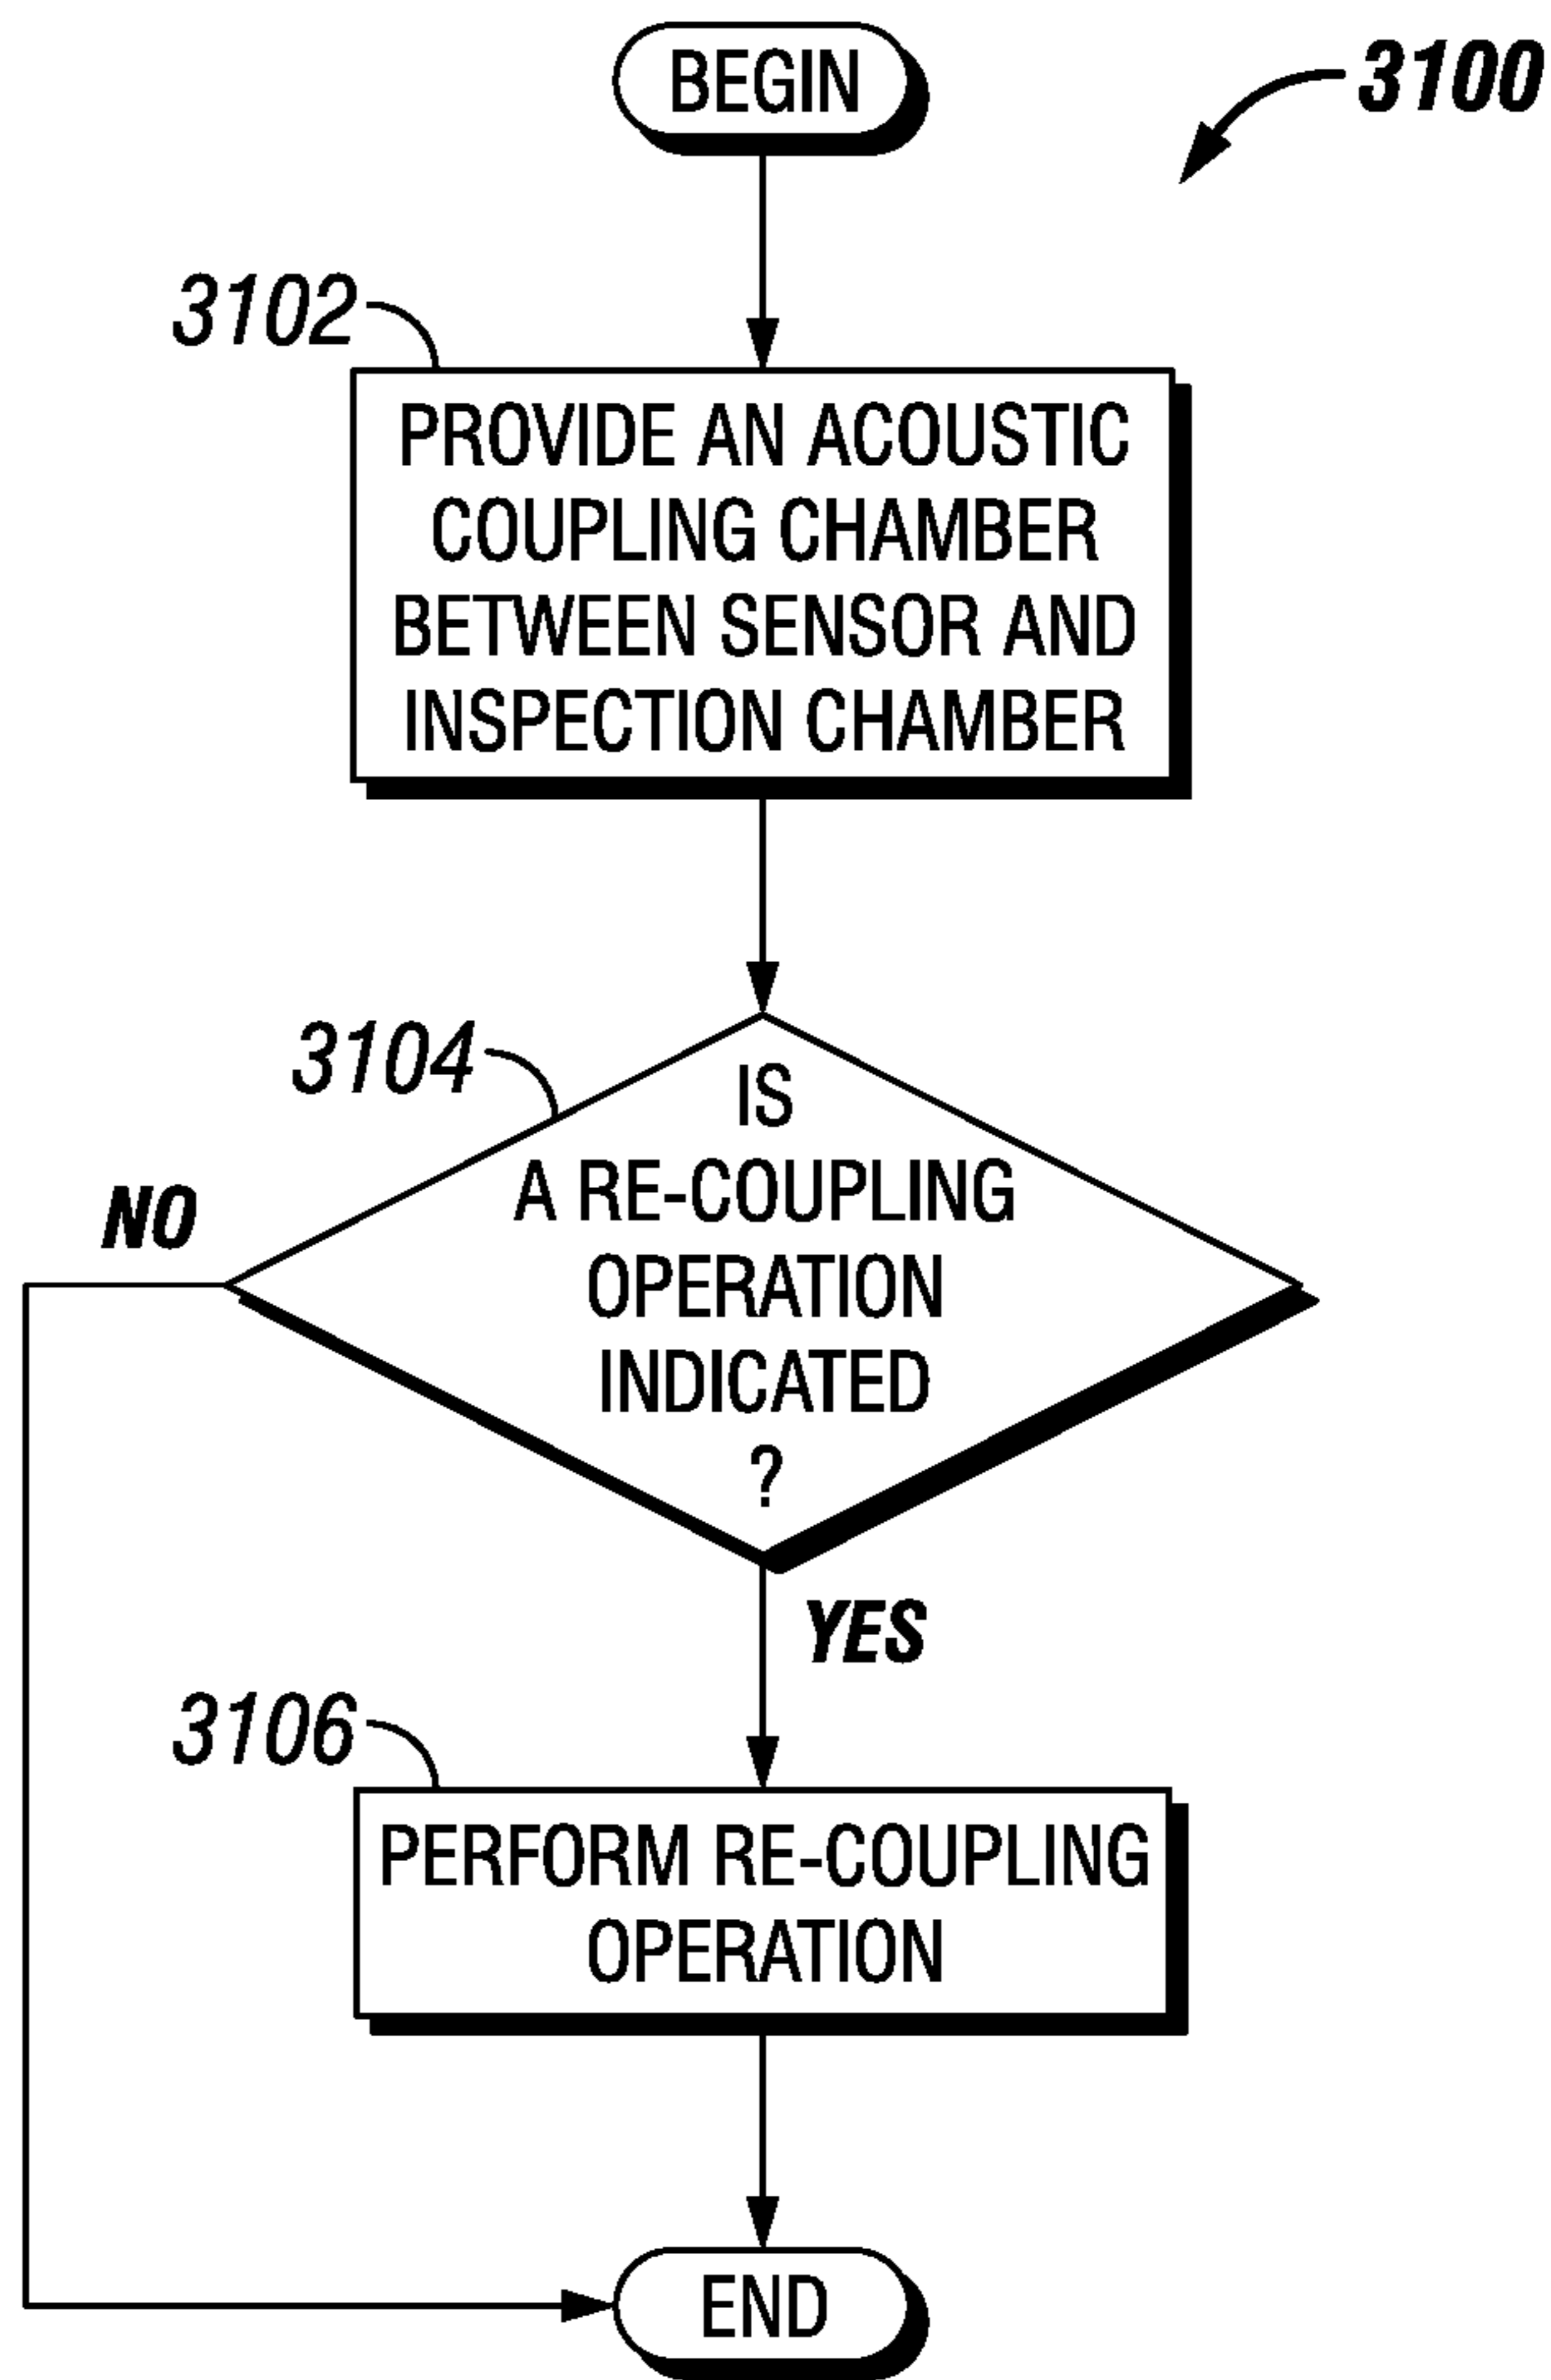 BEGIN
3100
3102
PROVIDE AN ACOUSTIC
COUPLING CHAMBER
BETWEEN SENSOR AND
INSPECTION CHAMBER
3104
IS
A RE-COUPLING
OPERATION
INDICATED
?
NO
YES
3106
PERFORM RE-COUPLING
OPERATION
END